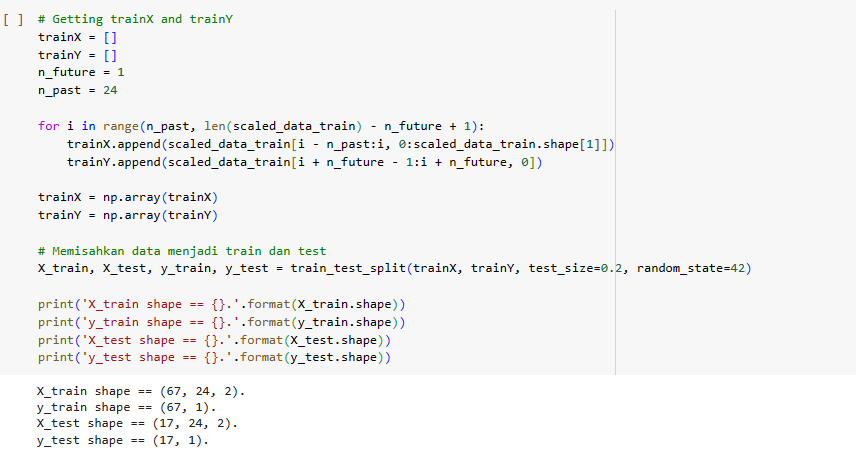 [ ] # Getting trainX and trainY
trainX = []
trainY = []
n_future = 1
n_past = 24
for i in range(n_past, len(scaled_data_train) - n_future + 1):
trainX.append(scaled_data_train[i - n_past:i, 0:scaled_data_train.shape[1]])
trainY.append(scaled_data_train[i + n_future - 1:i + n_future, 0])
trainX = np.array(trainX)
trainY = np.array(trainY)
# Memisahkan data menjadi train dan test
X_train, X_test, y_train, y_test = train_test_split(trainX, trainY, test_size=0.2, random_state=42)
print('X_train shape == {}.'.format(X_train.shape))
print('y_train shape == {}.'.format(y_train.shape))
print('X_test shape == {}.'.format(X_test.shape))
print('y_test shape == {}.'.format(y_test.shape))
X_train shape == (67, 24, 2).
y_train shape == (67, 1).
X_test shape == (17, 24, 2).
y_test shape == (17, 1).